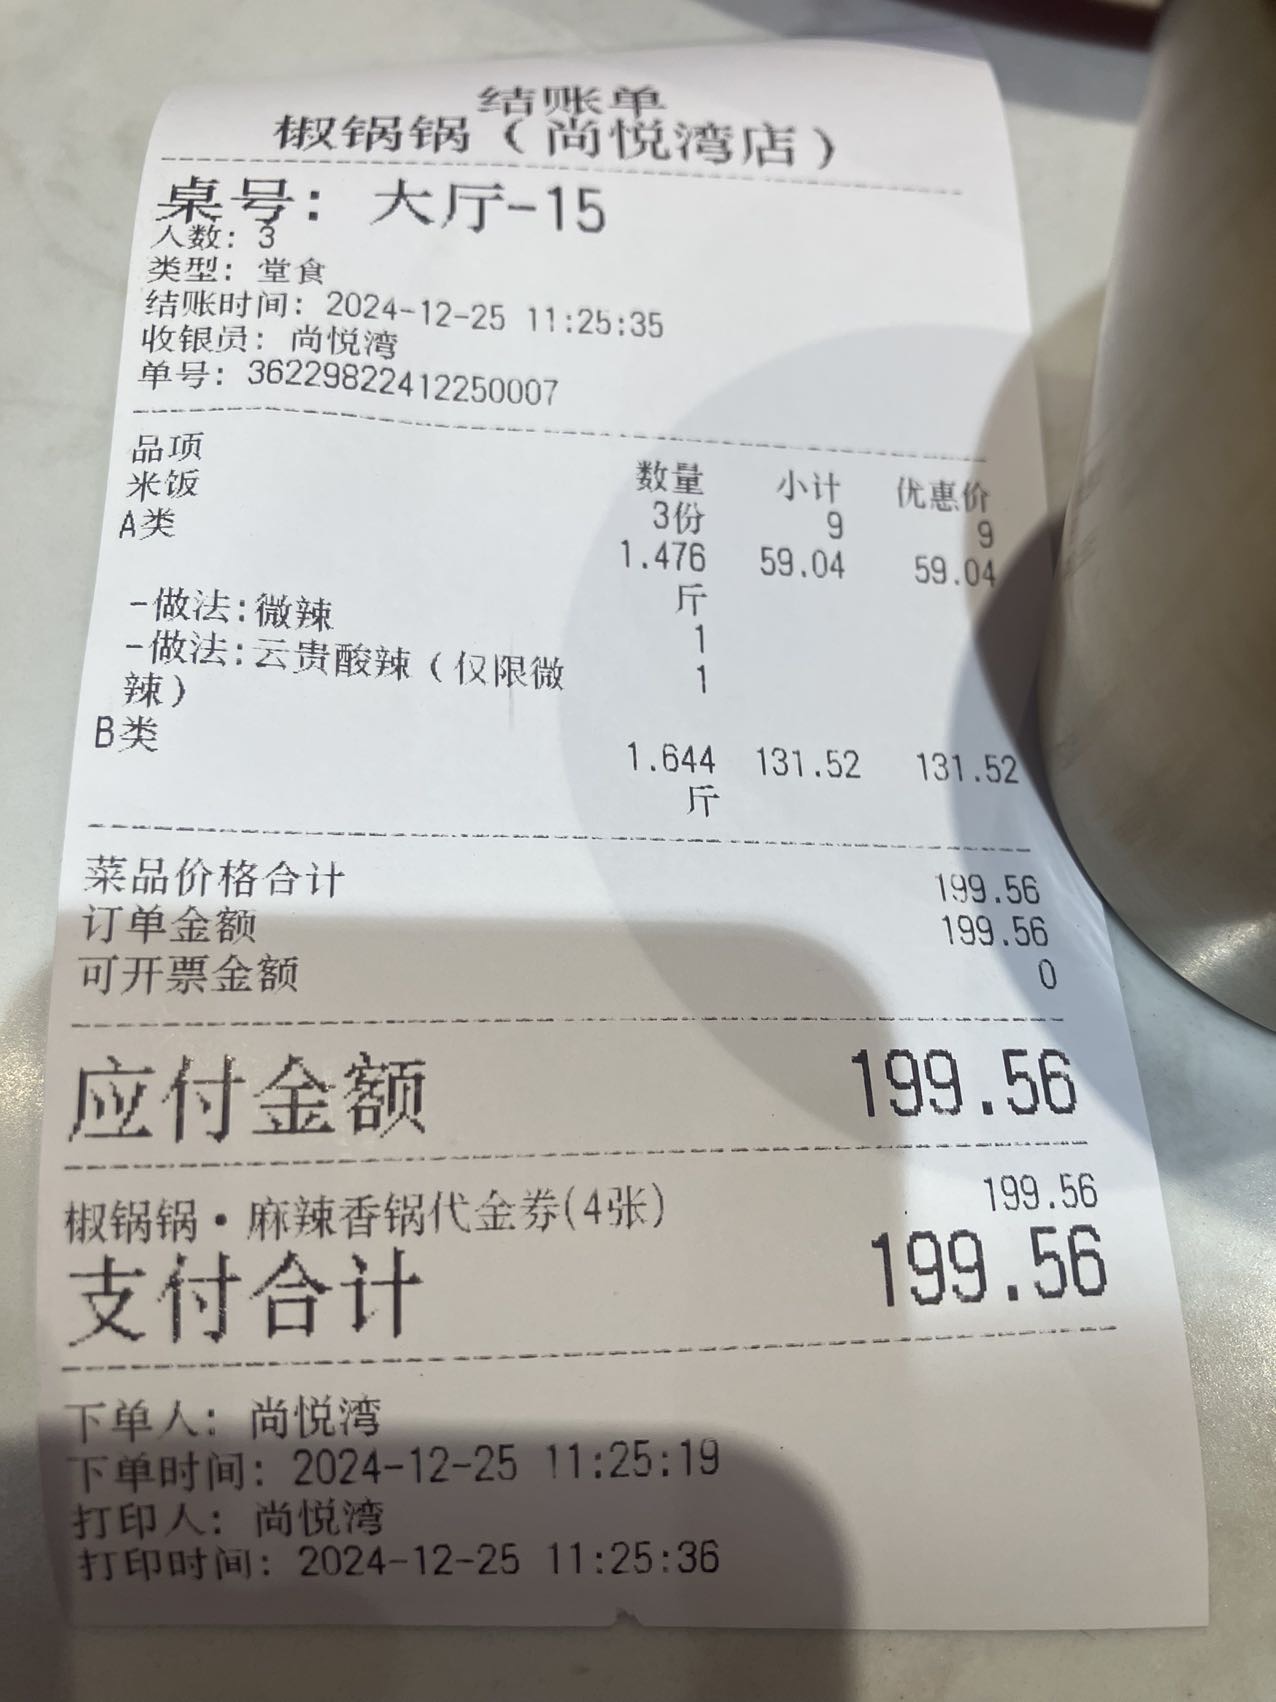 结账单
椒锅锅（尚悦湾店）
桌号：大厅-15
人数：3
类型：堂食
结账时间：2024-12-25 11:25:35
收银员：尚悦湾
单号：36229822412250007
品项 数量 小计 优惠价
米饭 3份 9 9
A类 1.476 59.04 59.04
斤
-做法:微辣 1
-做法:云贵酸辣（仅限微 1
辣）
B类 1.644 131.52 131.52
斤
菜品价格合计 199.56
订单金额 199.56
可开票金额 0
应付金额 199.56
椒锅锅·麻辣香锅代金券(4张) 199.56
支付合计 199.56
下单人：尚悦湾
下单时间：2024-12-25 11:25:19
打印人：尚悦湾
打印时间：2024-12-25 11:25:36